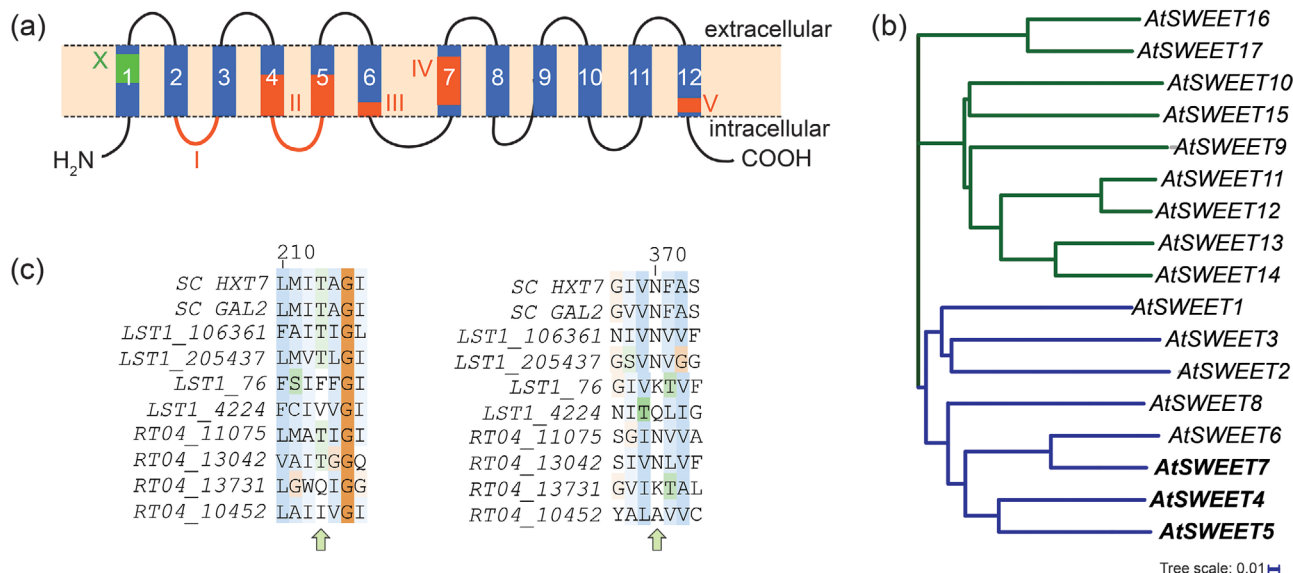 (a)
extracellular
X
1 2 3 4 5 6 7 8 9 10 11 12
II III IV V
intracellular
H2N
I
COOH
(b)
AtSWEET16
AtSWEET17
AtSWEET10
AtSWEET15
AtSWEET9
AtSWEET11
AtSWEET12
AtSWEET13
AtSWEET14
AtSWEET1
AtSWEET3
AtSWEET2
AtSWEET8
AtSWEET6
AtSWEET7
AtSWEET4
AtSWEET5
Tree scale: 0.01
(c)
210
SC HXT7 LMITAGI
SC GAL2 LMITAGI
LST1_106361 FAITIGL
LST1_205437 LMVTLGI
LST1_76 FSIFFGI
LST1_4224 FCIVVGI
RT04_11075 LMATIGI
RT04_13042 VAITGGQ
RT04_13731 LGWQIGG
RT04_10452 LAIIVGI
370
SC HXT7 GIVNFAS
SC GAL2 GVVNFAS
LST1_106361 NIVNVVF
LST1_205437 GSVNVGG
LST1_76 GIVKTVF
LST1_4224 NITQLIG
RT04_11075 SGINVVA
RT04_13042 SIVNLVF
RT04_13731 GVIKTAL
RT04_10452 YALAVVC